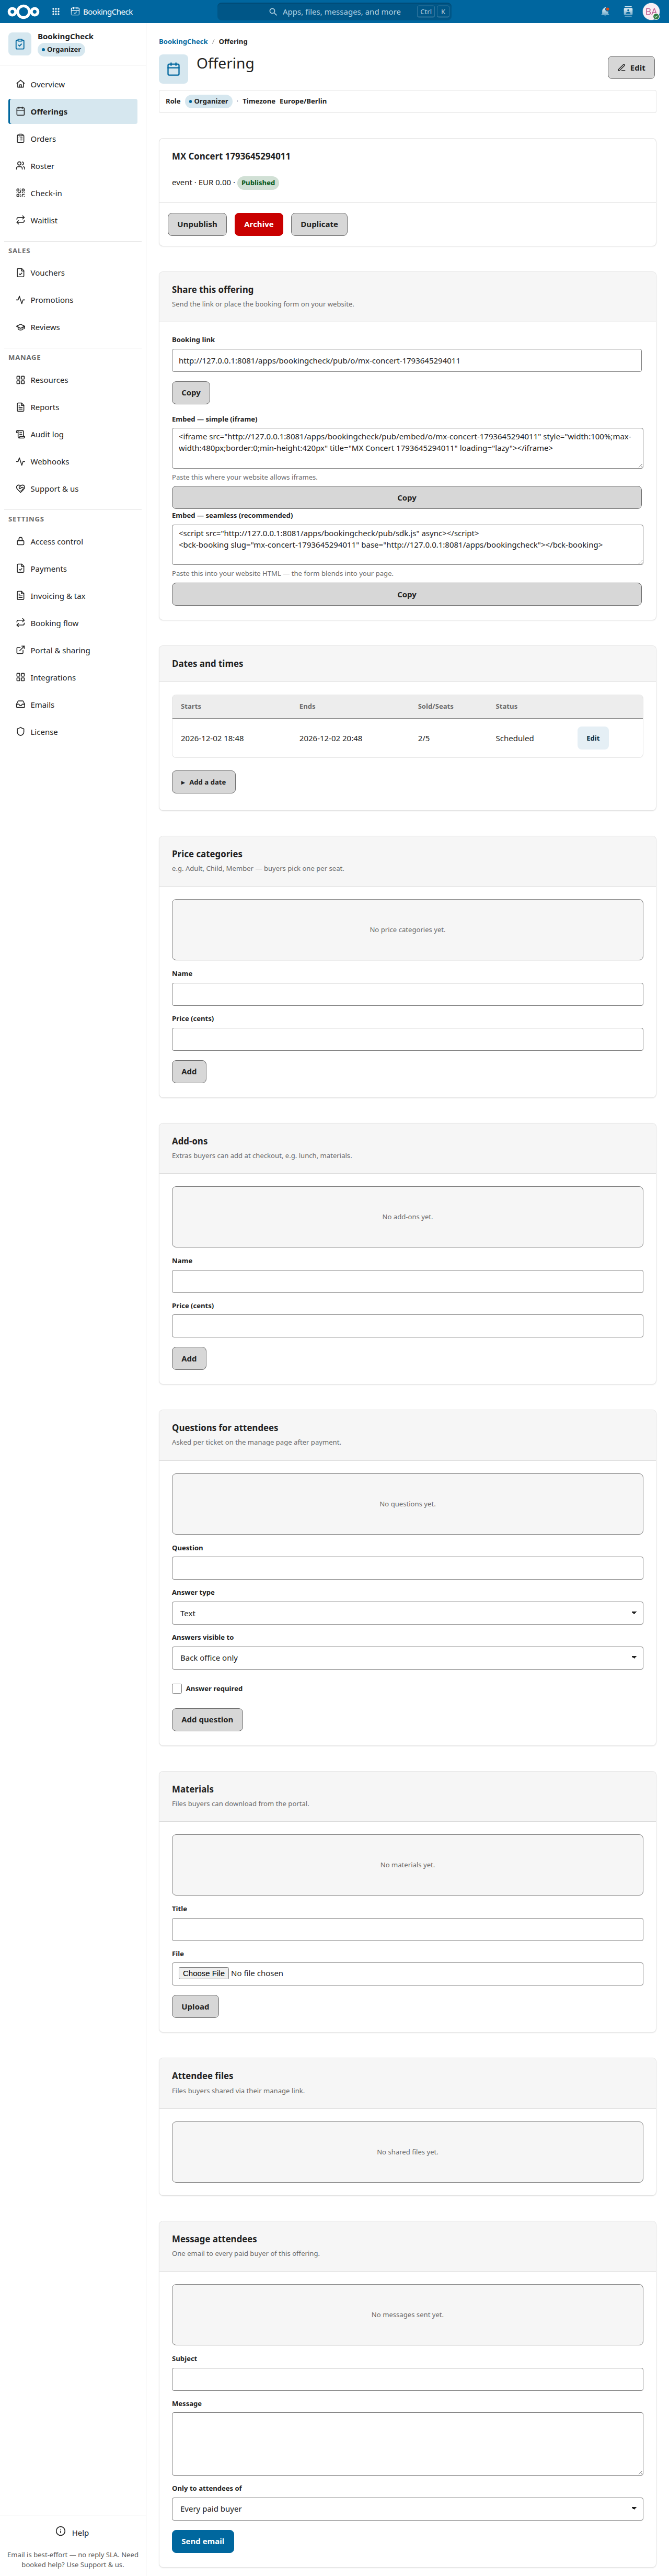 BookingCheck
Apps, files, messages, and more
Ctrl
K
BA
BookingCheck
Organizer
Overview
Offerings
Orders
Roster
Check-in
Waitlist
SALES
Vouchers
Promotions
Reviews
MANAGE
Resources
Reports
Audit log
Webhooks
Support & us
SETTINGS
Access control
Payments
Invoicing & tax
Booking flow
Portal & sharing
Integrations
Emails
License
Help
Email is best-effort — no reply SLA. Need
booked help? Use Support & us.
BookingCheck / Offering
Offering
Edit
Role Organizer · Timezone Europe/Berlin
MX Concert 1793645294011
event · EUR 0.00 · Published
Unpublish
Archive
Duplicate
Share this offering
Send the link or place the booking form on your website.
Booking link
http://127.0.0.1:8081/apps/bookingcheck/pub/o/mx-concert-1793645294011
Copy
Embed — simple (iframe)
<iframe src="http://127.0.0.1:8081/apps/bookingcheck/pub/embed/o/mx-concert-1793645294011" style="width:100%;max-
width:480px;border:0;min-height:420px" title="MX Concert 1793645294011" loading="lazy"></iframe>
Paste this where your website allows iframes.
Copy
Embed — seamless (recommended)
<script src="http://127.0.0.1:8081/apps/bookingcheck/pub/sdk.js" async></script>
<bck-booking slug="mx-concert-1793645294011" base="http://127.0.0.1:8081/apps/bookingcheck"></bck-booking>
Paste this into your website HTML — the form blends into your page.
Copy
Dates and times
Starts Ends Sold/Seats Status
2026-12-02 18:48 2026-12-02 20:48 2/5 Scheduled Edit
▸ Add a date
Price categories
e.g. Adult, Child, Member — buyers pick one per seat.
No price categories yet.
Name
Price (cents)
Add
Add-ons
Extras buyers can add at checkout, e.g. lunch, materials.
No add-ons yet.
Name
Price (cents)
Add
Questions for attendees
Asked per ticket on the manage page after payment.
No questions yet.
Question
Answer type
Text
Answers visible to
Back office only
Answer required
Add question
Materials
Files buyers can download from the portal.
No materials yet.
Title
File
Choose File No file chosen
Upload
Attendee files
Files buyers shared via their manage link.
No shared files yet.
Message attendees
One email to every paid buyer of this offering.
No messages sent yet.
Subject
Message
Only to attendees of
Every paid buyer
Send email